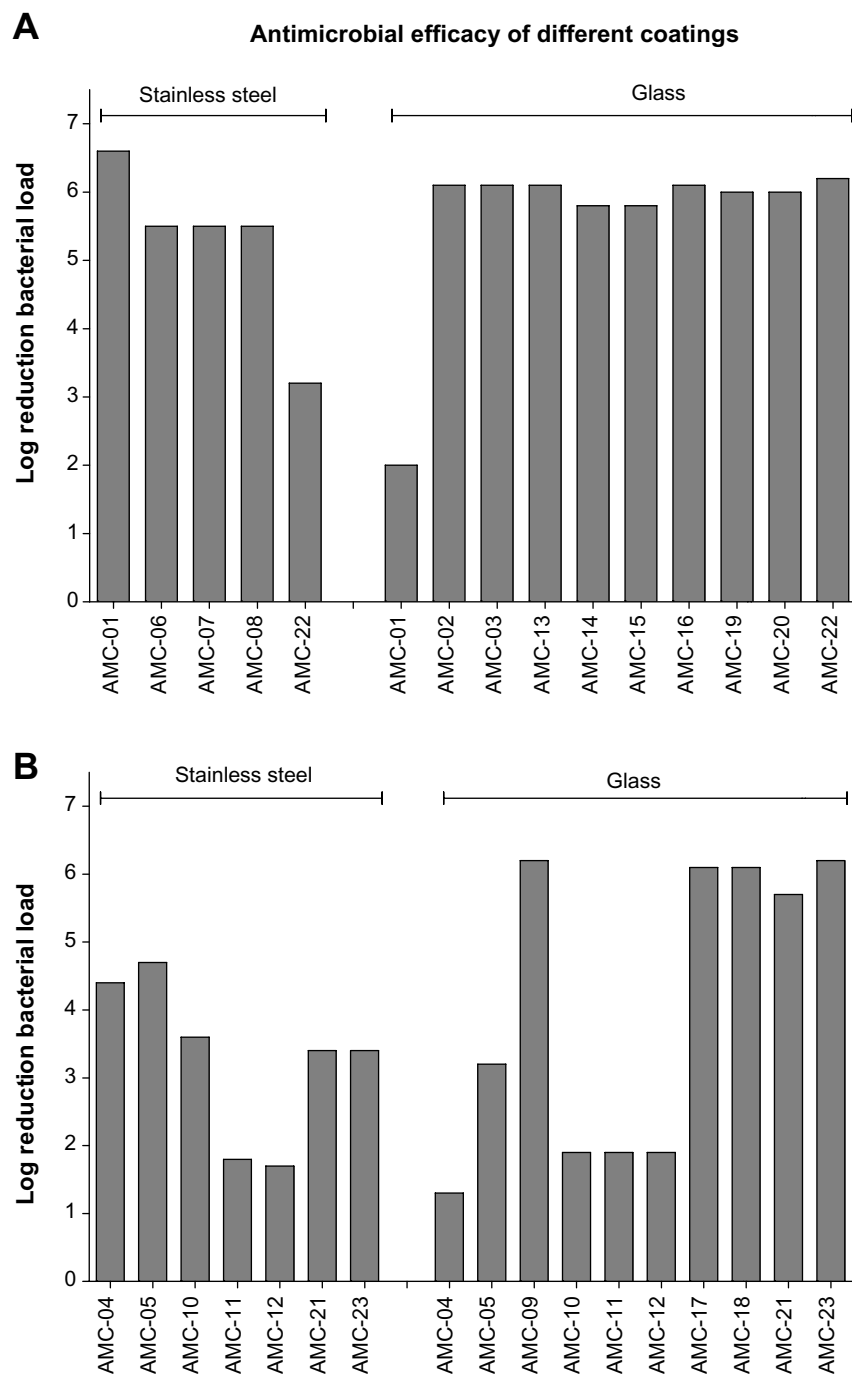 A
Antimicrobial efficacy of different coatings
Stainless steel
Glass
Log reduction bacterial load
7
6
5
4
3
2
1
0
AMC-01
AMC-06
AMC-07
AMC-08
AMC-22
AMC-01
AMC-02
AMC-03
AMC-13
AMC-14
AMC-15
AMC-16
AMC-19
AMC-20
AMC-22
B
Stainless steel
Glass
Log reduction bacterial load
7
6
5
4
3
2
1
0
AMC-04
AMC-05
AMC-10
AMC-11
AMC-12
AMC-21
AMC-23
AMC-04
AMC-05
AMC-09
AMC-10
AMC-11
AMC-12
AMC-17
AMC-18
AMC-21
AMC-23